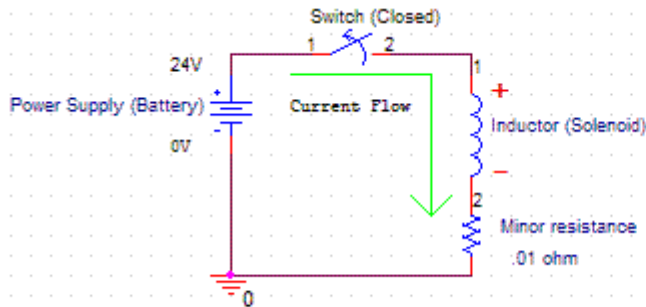 Switch (Closed)
1 2
24V
1
+
Power Supply (Battery)
+
Current Flow
Inductor (Solenoid)
-
0V
-
2
Minor resistance
.01 ohm
0